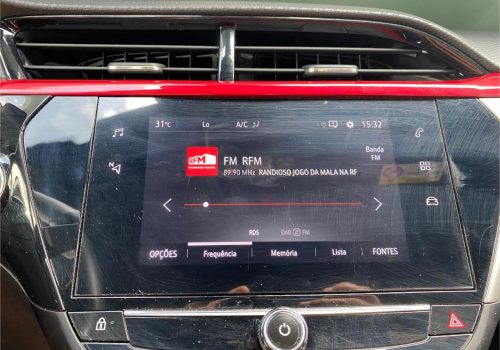 31°C Lo A/C 15:32
RFM
FM RFM
Banda
FM
89.90 MHz RANDIOSO JOGO DA MALA NA RF
RDS DAB FM
OPÇÕES Frequência Memória Lista FONTES